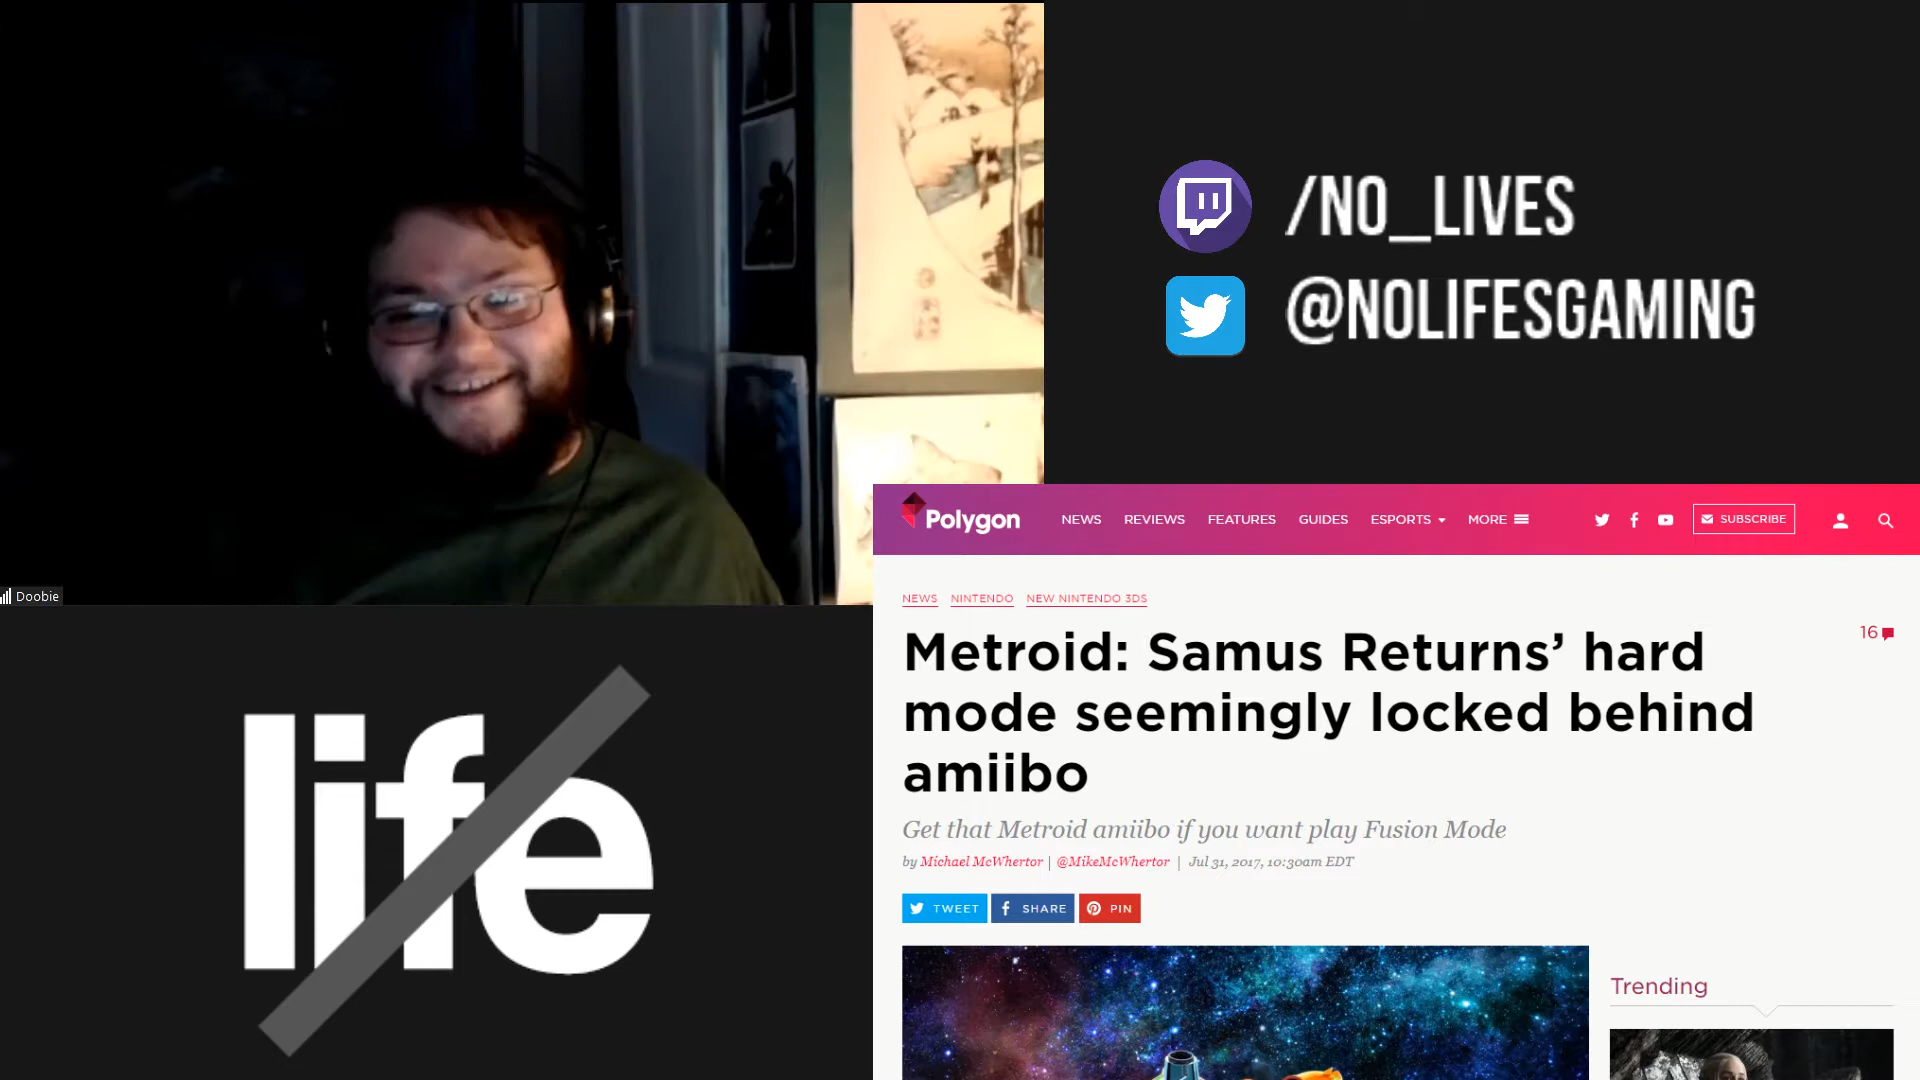 /NO_LIVES
@NOLIFESGAMING
Doobie
life
Polygon
NEWS REVIEWS FEATURES GUIDES ESPORTS MORE SUBSCRIBE
NEWS NINTENDO NEW NINTENDO 3DS
16
Metroid: Samus Returns’ hard
mode seemingly locked behind
amiibo
Get that Metroid amiibo if you want play Fusion Mode
by Michael McWhertor | @MikeMcWhertor | Jul 31, 2017, 10:30am EDT
TWEET SHARE PIN
Trending